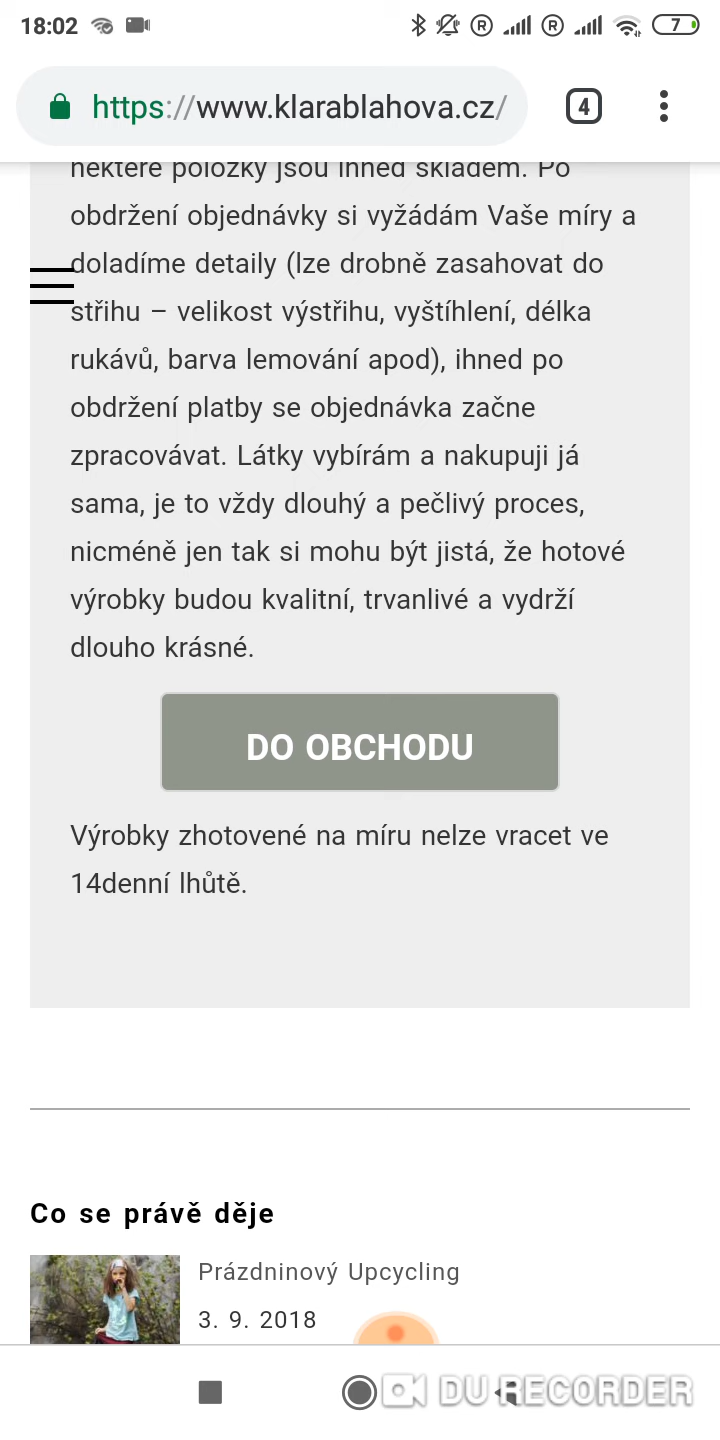 18:02
R
R
7
https://www.klarablahova.cz/
4
některé položky jsou ihned skladem. Po
obdržení objednávky si vyžádám Vaše míry a
doladíme detaily (lze drobně zasahovat do
střihu – velikost výstřihu, vyštíhlení, délka
rukávů, barva lemování apod), ihned po
obdržení platby se objednávka začne
zpracovávat. Látky vybírám a nakupuji já
sama, je to vždy dlouhý a pečlivý proces,
nicméně jen tak si mohu být jistá, že hotové
výrobky budou kvalitní, trvanlivé a vydrží
dlouho krásné.
DO OBCHODU
Výrobky zhotovené na míru nelze vracet ve
14denní lhůtě.
Co se právě děje
Prázdninový Upcycling
3. 9. 2018
DU RECORDER